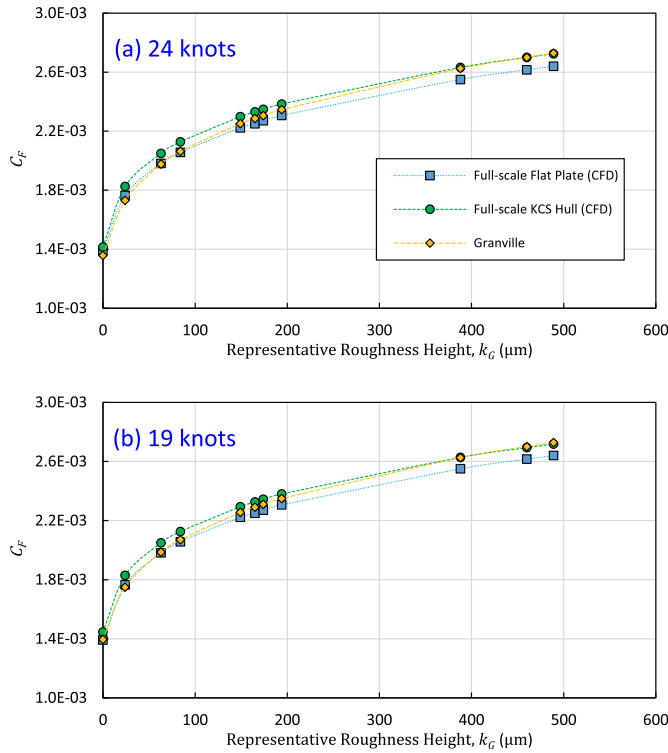 (a) 24 knots
3.0E-03
2.6E-03
2.2E-03
1.8E-03
1.4E-03
1.0E-03
C_F
Full-scale Flat Plate (CFD)
Full-scale KCS Hull (CFD)
Granville
0 100 200 300 400 500 600
Representative Roughness Height, k_G (μm)
(b) 19 knots
3.0E-03
2.6E-03
2.2E-03
1.8E-03
1.4E-03
1.0E-03
C_F
0 100 200 300 400 500 600
Representative Roughness Height, k_G (μm)